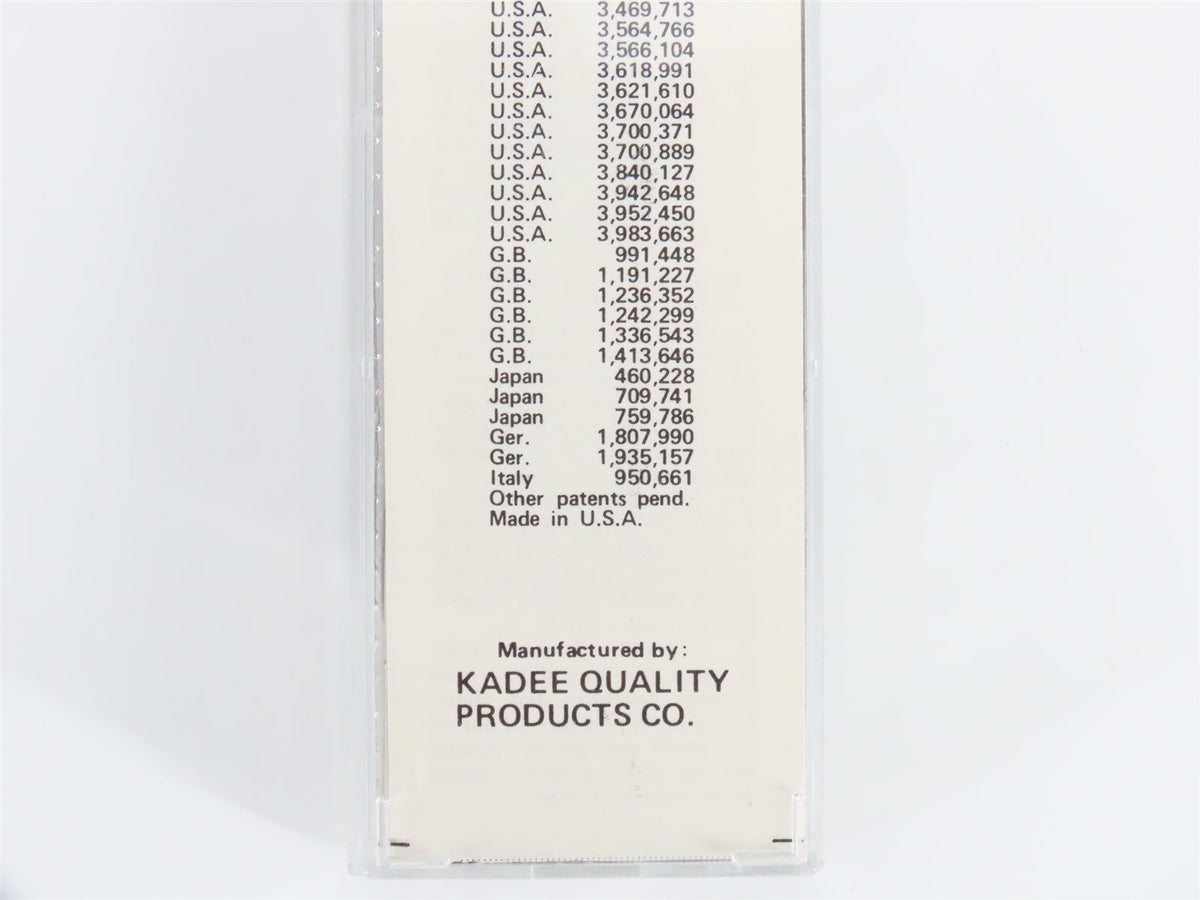 U.S.A. 3,469,713
U.S.A. 3,564,766
U.S.A. 3,566,104
U.S.A. 3,618,991
U.S.A. 3,621,610
U.S.A. 3,670,064
U.S.A. 3,700,371
U.S.A. 3,700,889
U.S.A. 3,840,127
U.S.A. 3,942,648
U.S.A. 3,952,450
U.S.A. 3,983,663
G.B. 991,448
G.B. 1,191,227
G.B. 1,236,352
G.B. 1,242,299
G.B. 1,336,543
G.B. 1,413,646
Japan 460,228
Japan 709,741
Japan 759,786
Ger. 1,807,990
Ger. 1,935,157
Italy 950,661
Other patents pend.
Made in U.S.A.
Manufactured by:
KADEE QUALITY
PRODUCTS CO.